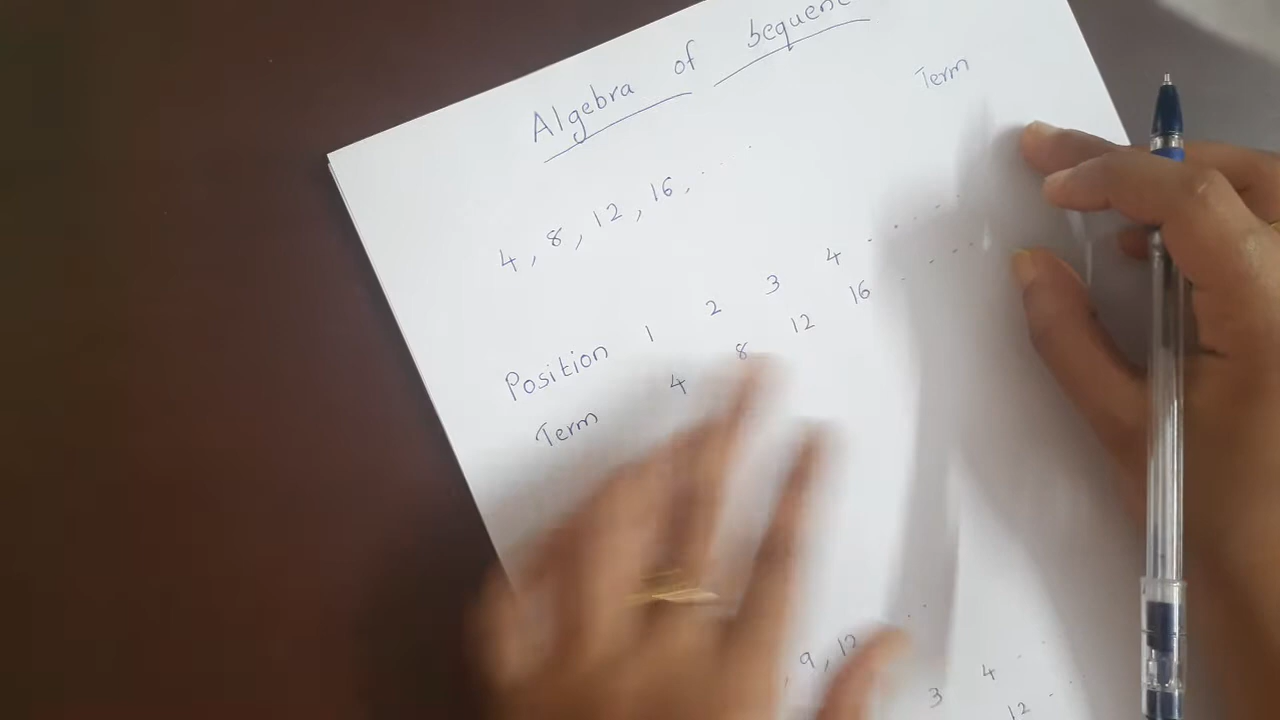 Algebra of
Term
4, 8, 12, 16, .....
Position 1 2 3 4 ......
Term 4 8 12 16 ......
, 9, 12 ...
3 4 ...
12 ...